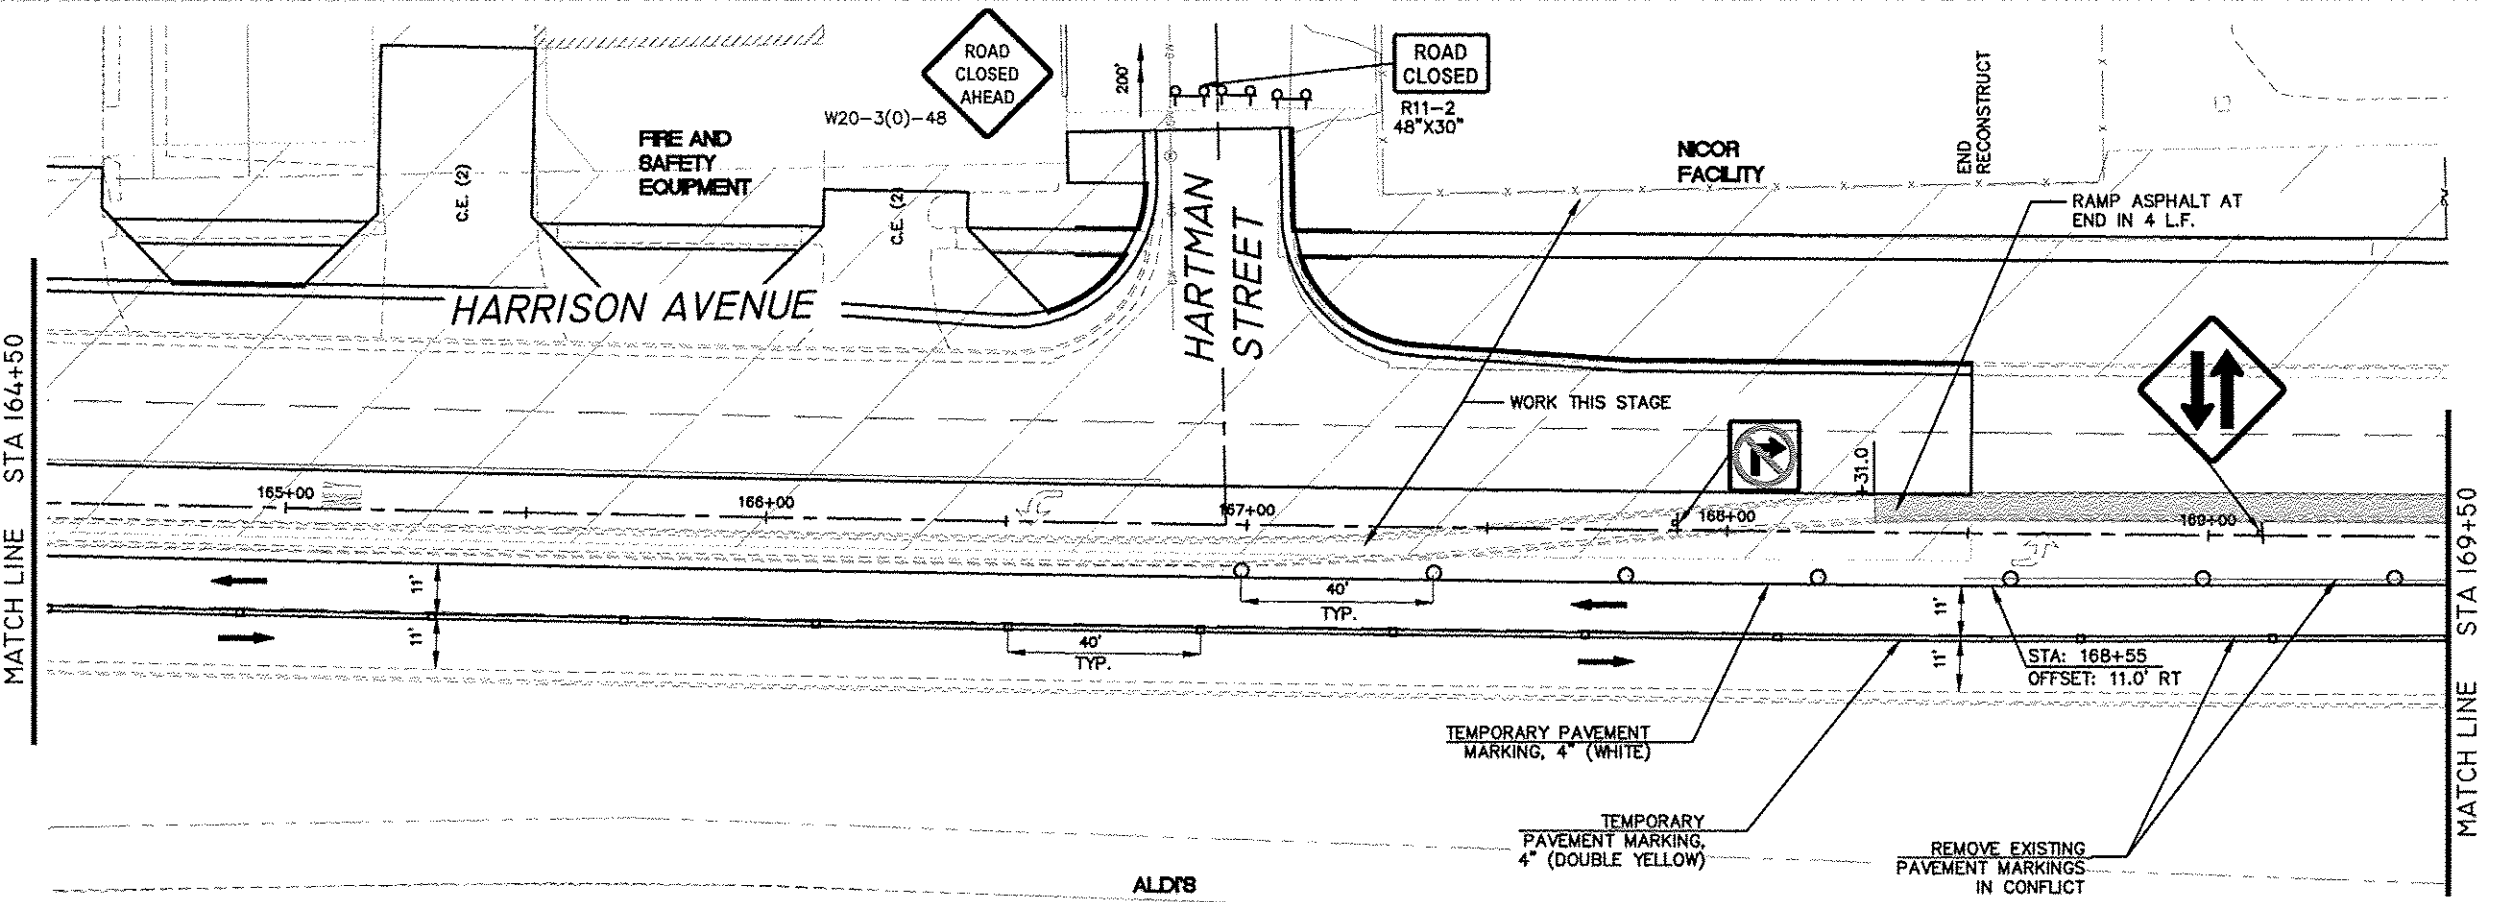 ROAD
CLOSED
AHEAD
W20-3(O)-48
200'
ROAD
CLOSED
R11-2
48"X30"
FIRE AND
SAFETY
EQUIPMENT
C.E. (2)
C.E. (2)
NICOR
FACILITY
END
RECONSTRUCT
RAMP ASPHALT AT
END IN 4 L.F.
HARRISON AVENUE
HARTMAN
STREET
WORK THIS STAGE
+31.0
MATCH LINE STA 164+50
165+00
166+00
167+00
168+00
169+00
11'
11'
40'
TYP.
40'
TYP.
11'
11'
STA: 168+55
OFFSET: 11.0' RT
MATCH LINE STA 169+50
TEMPORARY PAVEMENT
MARKING, 4" (WHITE)
TEMPORARY
PAVEMENT MARKING,
4" (DOUBLE YELLOW)
REMOVE EXISTING
PAVEMENT MARKINGS
IN CONFLICT
ALDI'S